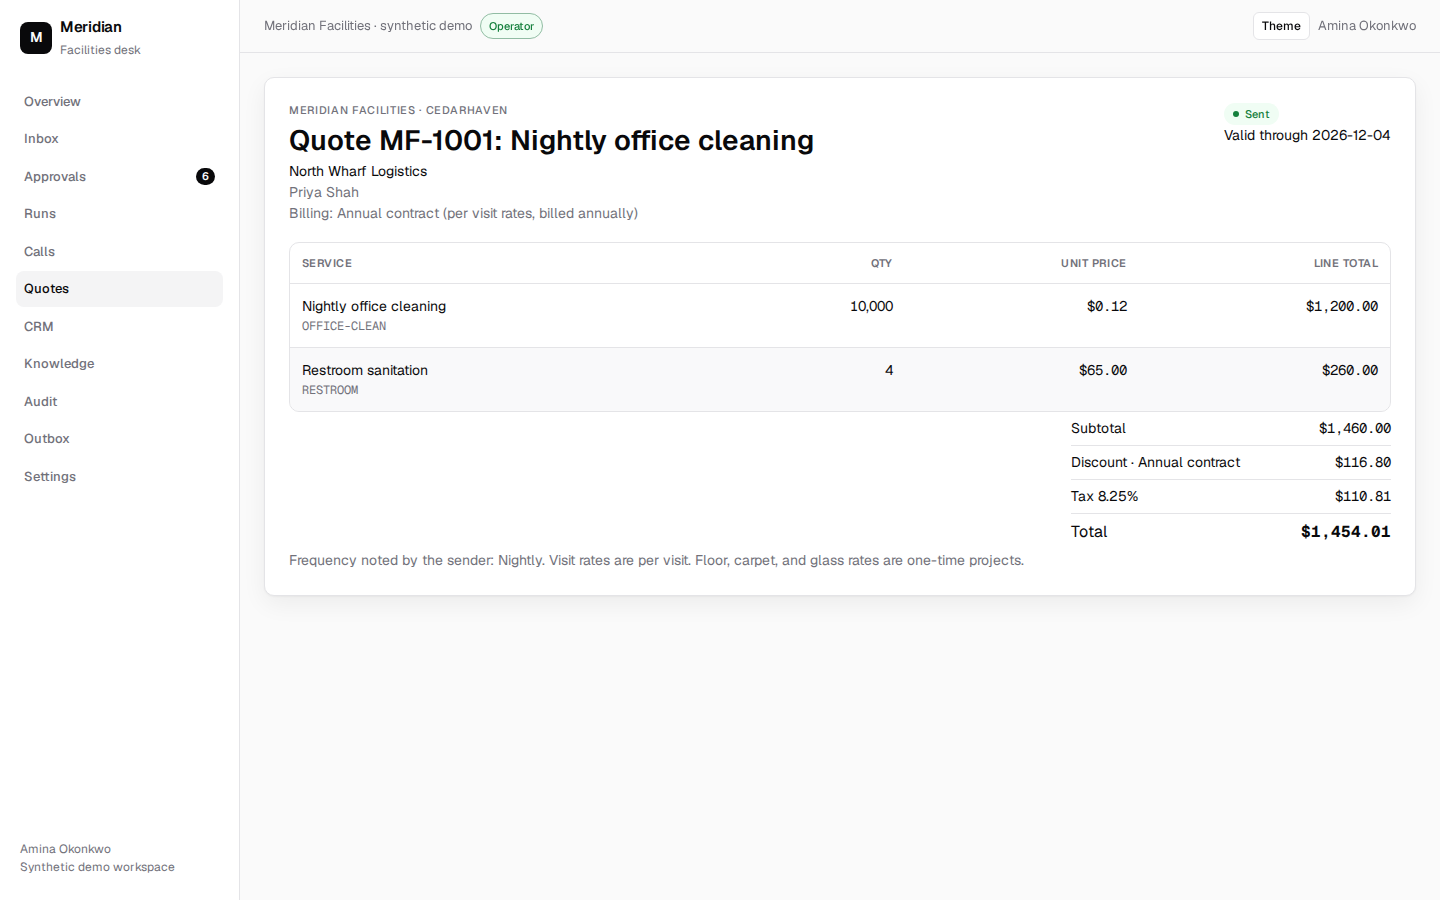 M
Meridian
Facilities desk
Overview
Inbox
Approvals 6
Runs
Calls
Quotes
CRM
Knowledge
Audit
Outbox
Settings
Amina Okonkwo
Synthetic demo workspace
Meridian Facilities · synthetic demo Operator Theme Amina Okonkwo
MERIDIAN FACILITIES · CEDARHAVEN
Quote MF-1001: Nightly office cleaning
North Wharf Logistics
Priya Shah
Billing: Annual contract (per visit rates, billed annually)
Sent
Valid through 2026-12-04
SERVICE QTY UNIT PRICE LINE TOTAL
Nightly office cleaning 10,000 $0.12 $1,200.00
OFFICE-CLEAN
Restroom sanitation 4 $65.00 $260.00
RESTROOM
Subtotal $1,460.00
Discount · Annual contract $116.80
Tax 8.25% $110.81
Total $1,454.01
Frequency noted by the sender: Nightly. Visit rates are per visit. Floor, carpet, and glass rates are one-time projects.